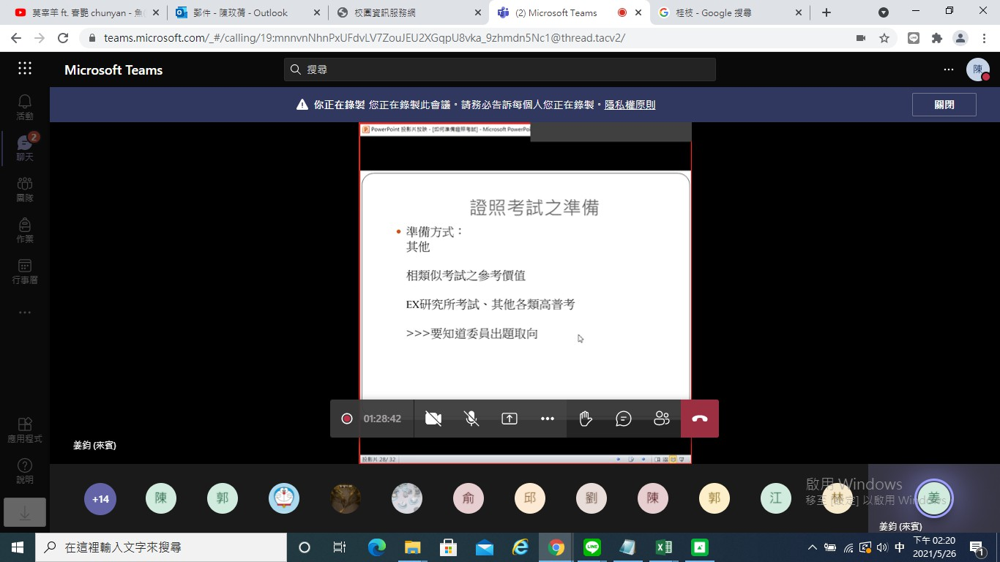 莫宰羊 ft. 春艷 chunyan - 魚
郵件 - 陳玟蒨 - Outlook
校園資訊服務網
(2) Microsoft Teams
桂枝 - Google 搜尋
teams.microsoft.com/_#/calling/19:mnnvnNhnPxUFdvLV7ZouJEU2XGqpU8vka_9zhmdn5Nc1@thread.tacv2/
Microsoft Teams
搜尋
陳
你正在錄製 您正在錄製此會議。請務必告訴每個人您正在錄製。隱私權原則
關閉
活動
2
聊天
團隊
作業
行事曆
應用程式
說明
PowerPoint 投影片放映 - [如何準備證照考試] - Microsoft PowerPoi
證照考試之準備
準備方式：
其他
相類似考試之參考價值
EX研究所考試、其他各類高普考
>>>要知道委員出題取向
01:28:42
姜鈞 (來賓)
投影片 28/ 32
+14
陳
郭
俞
邱
劉
陳
郭
江
林
姜
姜鈞 (來賓)
啟用 Windows
移至 [設定] 以啟用 Windows
在這裡輸入文字來搜尋
中
下午 02:20
2021/5/26
1